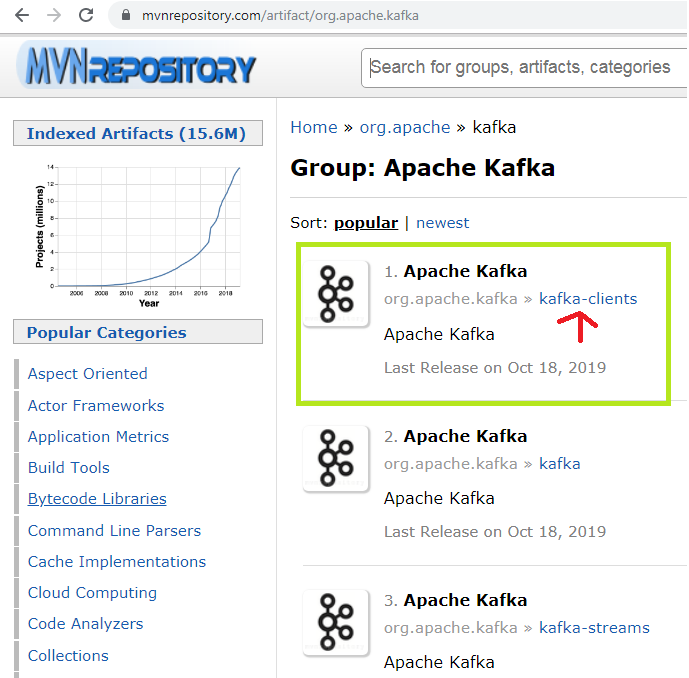 mvnrepository.com/artifact/org.apache.kafka
MVNREPOSITORY
Search for groups, artifacts, categories
Indexed Artifacts (15.6M)
Projects (millions)
14
12
10
8
6
4
2
0
2006 2008 2010 2012 2014 2016 2018
Year
Popular Categories
Aspect Oriented
Actor Frameworks
Application Metrics
Build Tools
Bytecode Libraries
Command Line Parsers
Cache Implementations
Cloud Computing
Code Analyzers
Collections
Home » org.apache » kafka
Group: Apache Kafka
Sort: popular | newest
1. Apache Kafka
org.apache.kafka » kafka-clients
Apache Kafka
Last Release on Oct 18, 2019
2. Apache Kafka
org.apache.kafka » kafka
Apache Kafka
Last Release on Oct 18, 2019
3. Apache Kafka
org.apache.kafka » kafka-streams
Apache Kafka